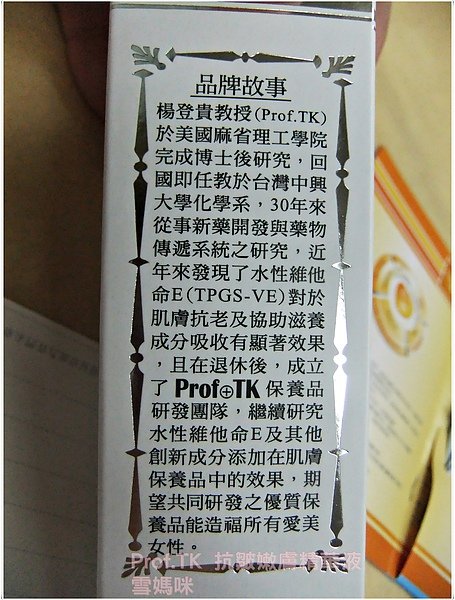 品牌故事
楊登貴教授(Prof.TK)
於美國麻省理工學院
完成博士後研究，回
國即任教於台灣中興
大學化學系，30年來
從事新藥開發與藥物
傳遞系統之研究，近
年來發現了水性維他
命E(TPGS-VE)對於
肌膚抗老及協助滋養
成分吸收有顯著效果
，且在退休後，成立
了Prof⊕TK保養品
研發團隊，繼續研究
水性維他命E及其他
創新成分添加在肌膚
保養品中的效果，期
望共同研發之優質保
養品能造福所有愛美
女性。
Prof.TK 抗皺嫩膚精華液
雪媽咪